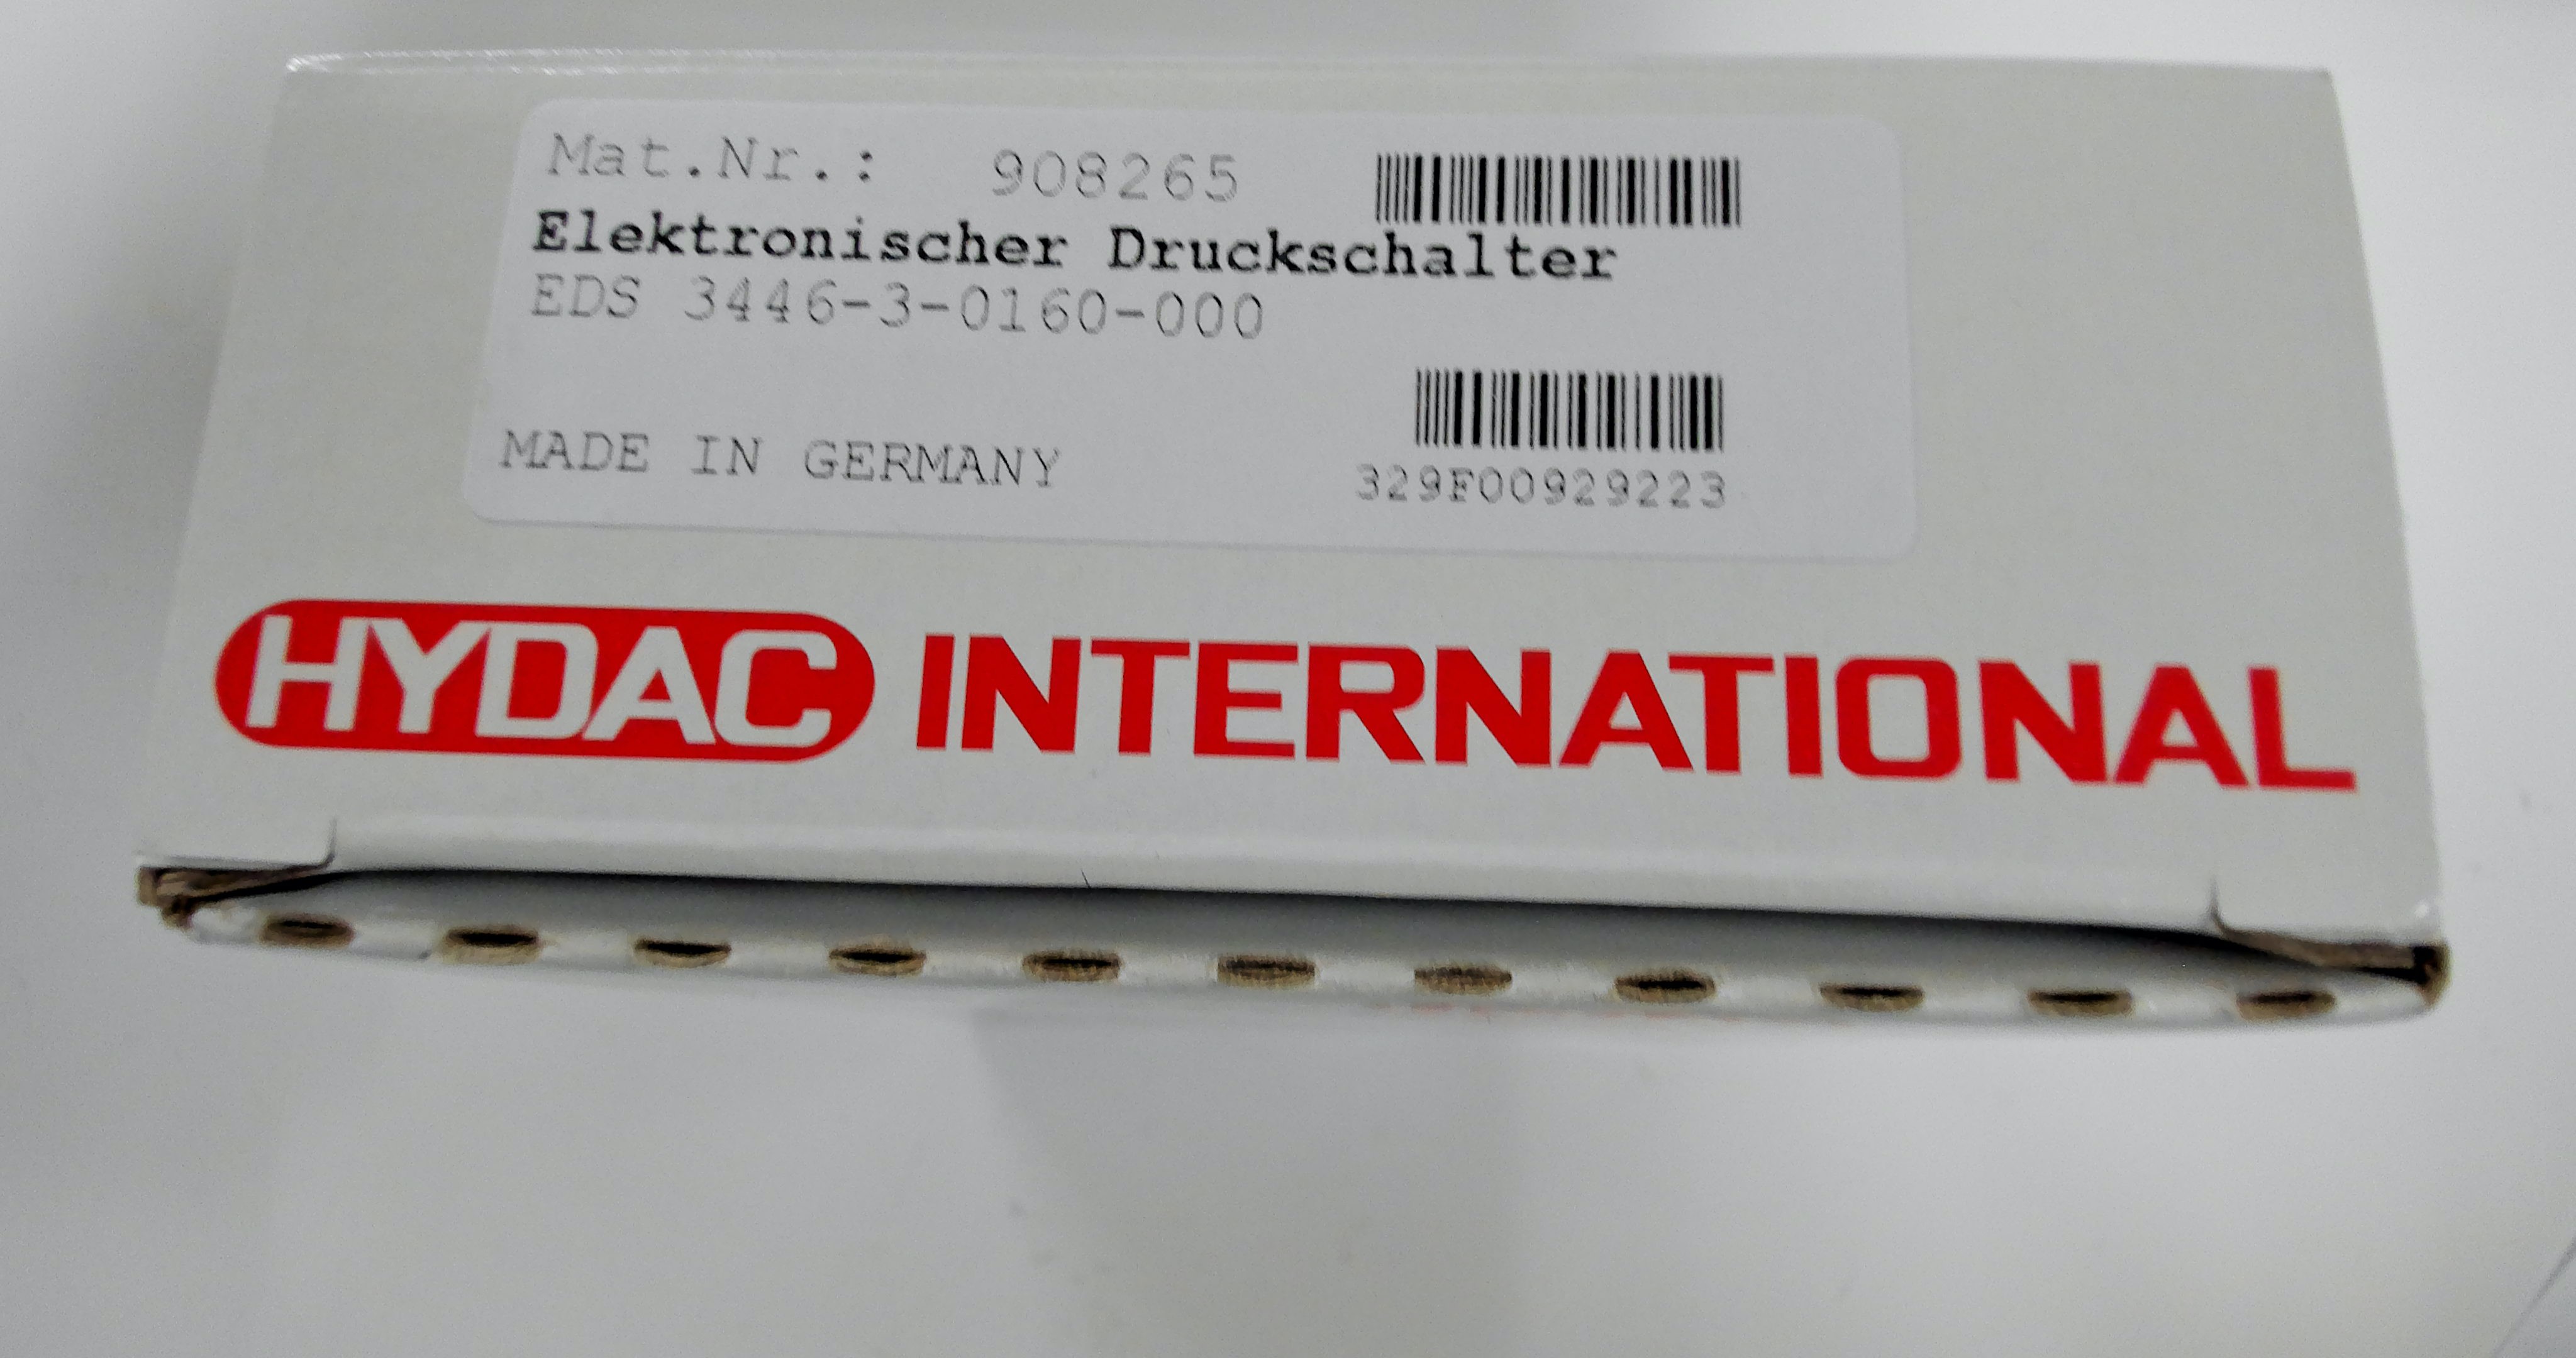 Mat.Nr.: 908265
Elektronischer Druckschalter
EDS 3446-3-0160-000
MADE IN GERMANY
329F00929223
HYDAC INTERNATIONAL